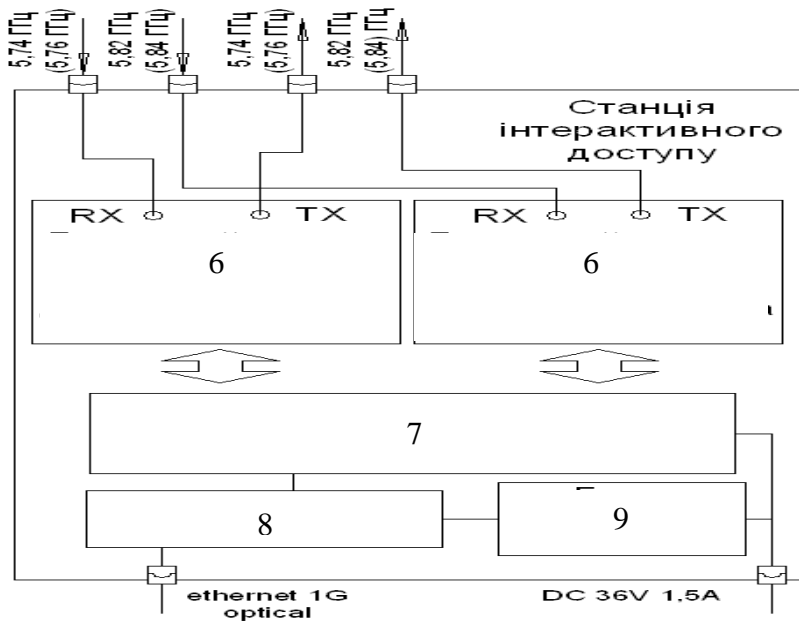 5,74 ГГц
(5,76 ГГц)
5,82 ГГц
(5,84 ГГц)
5,74 ГГц
(5,76 ГГц)
5,82 ГГц
(5,84) ГГц
Станція
інтерактивного
доступу
RX TX
RX TX
6
6
7
8
9
ethernet 1G
optical
DC 36V 1,5A